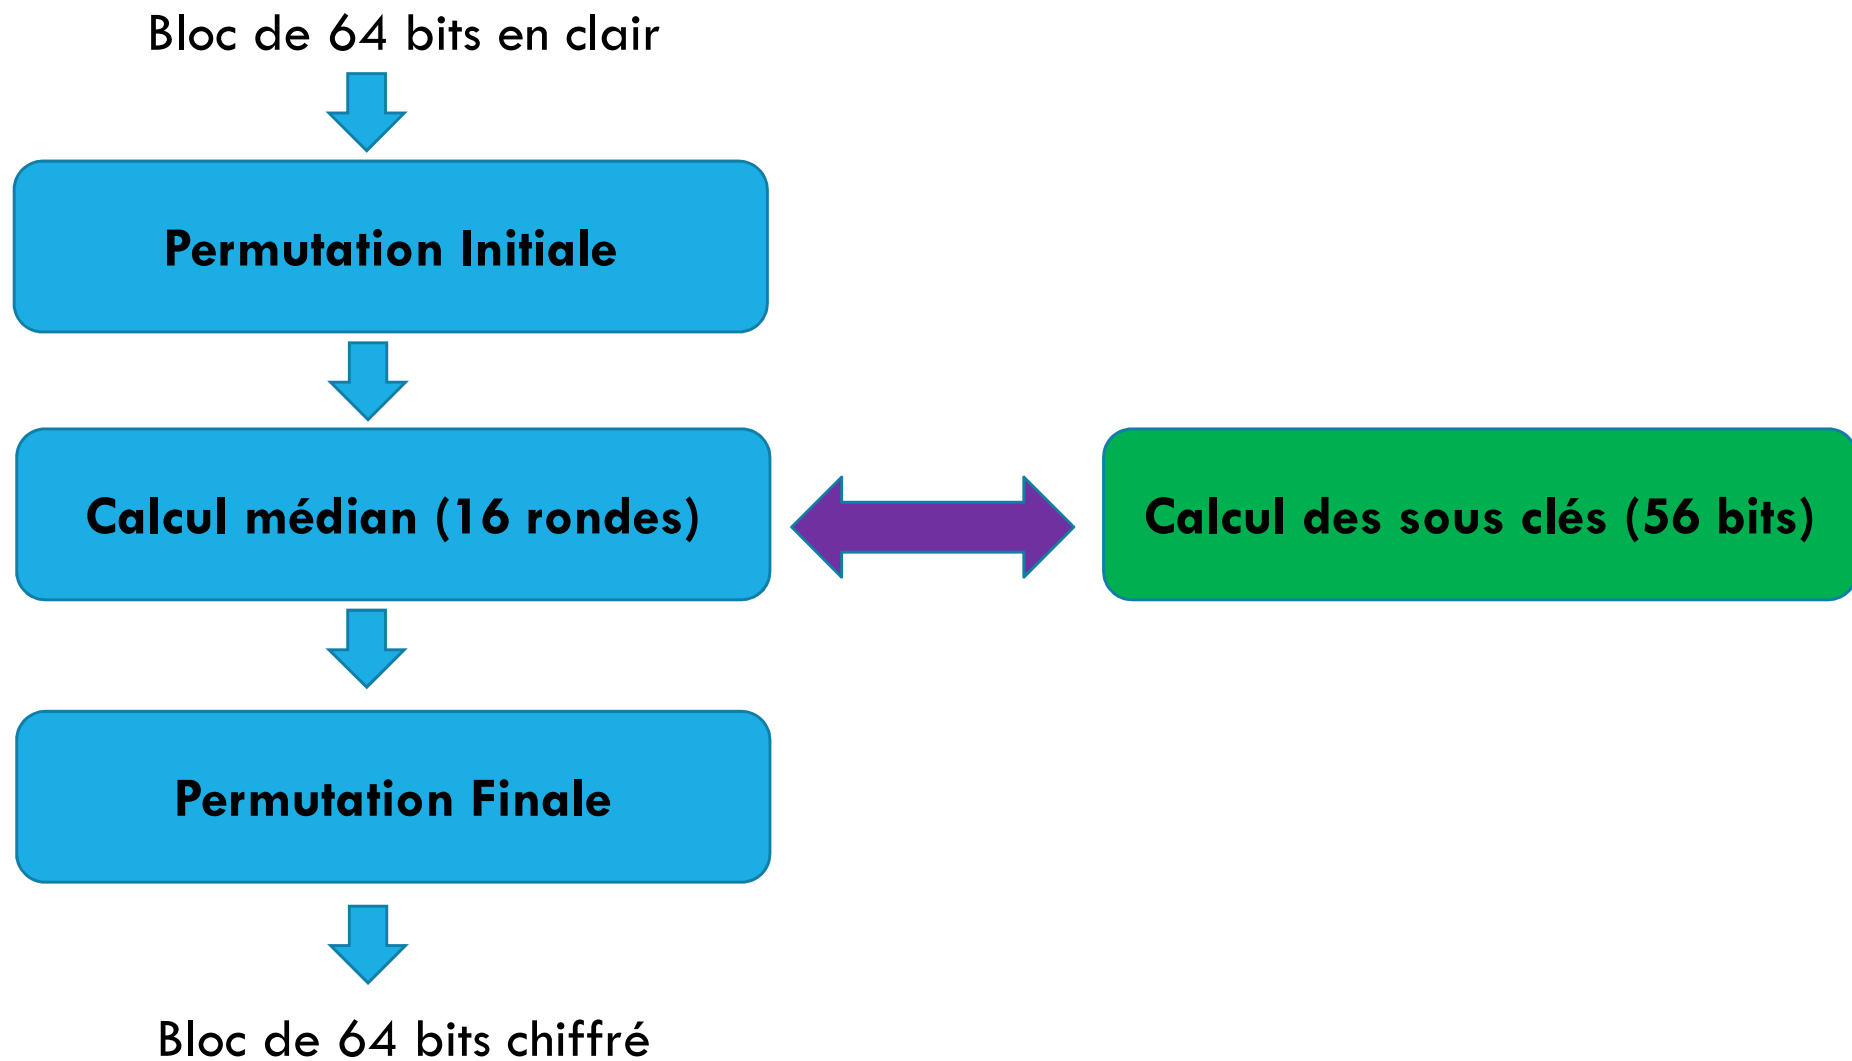 Bloc de 64 bits en clair
Permutation Initiale
Calcul médian (16 rondes)
Calcul des sous clés (56 bits)
Permutation Finale
Bloc de 64 bits chiffré